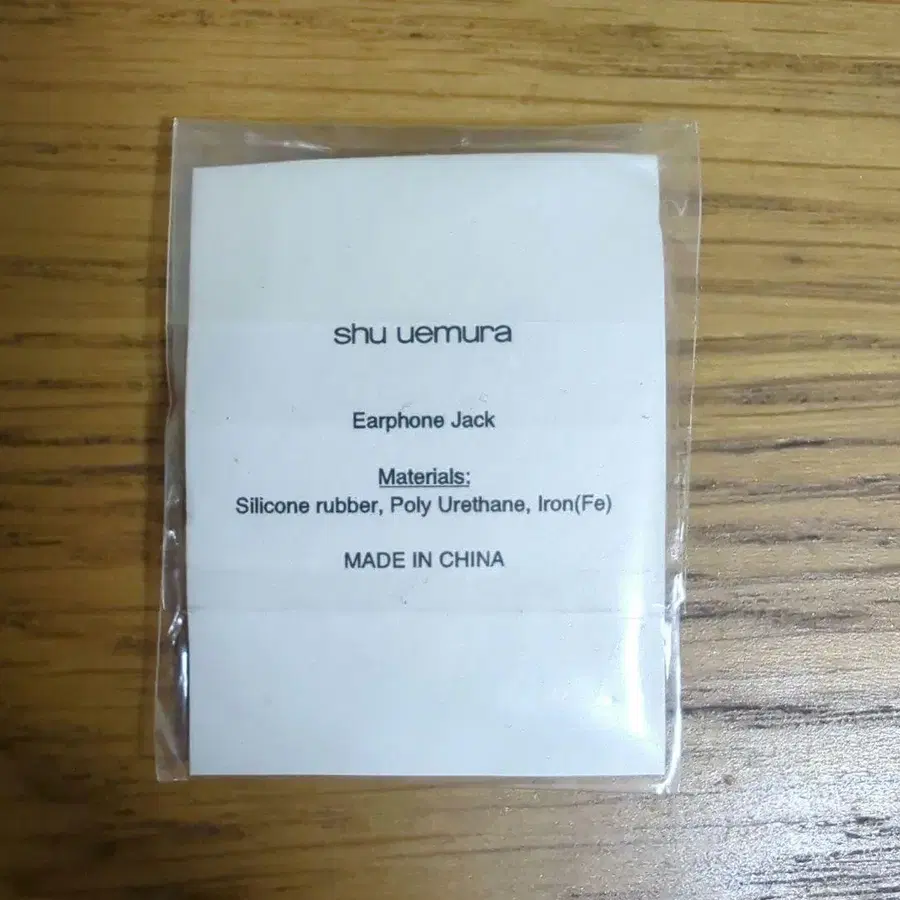 shu uemura
Earphone Jack
Materials:
Silicone rubber, Poly Urethane, Iron(Fe)
MADE IN CHINA